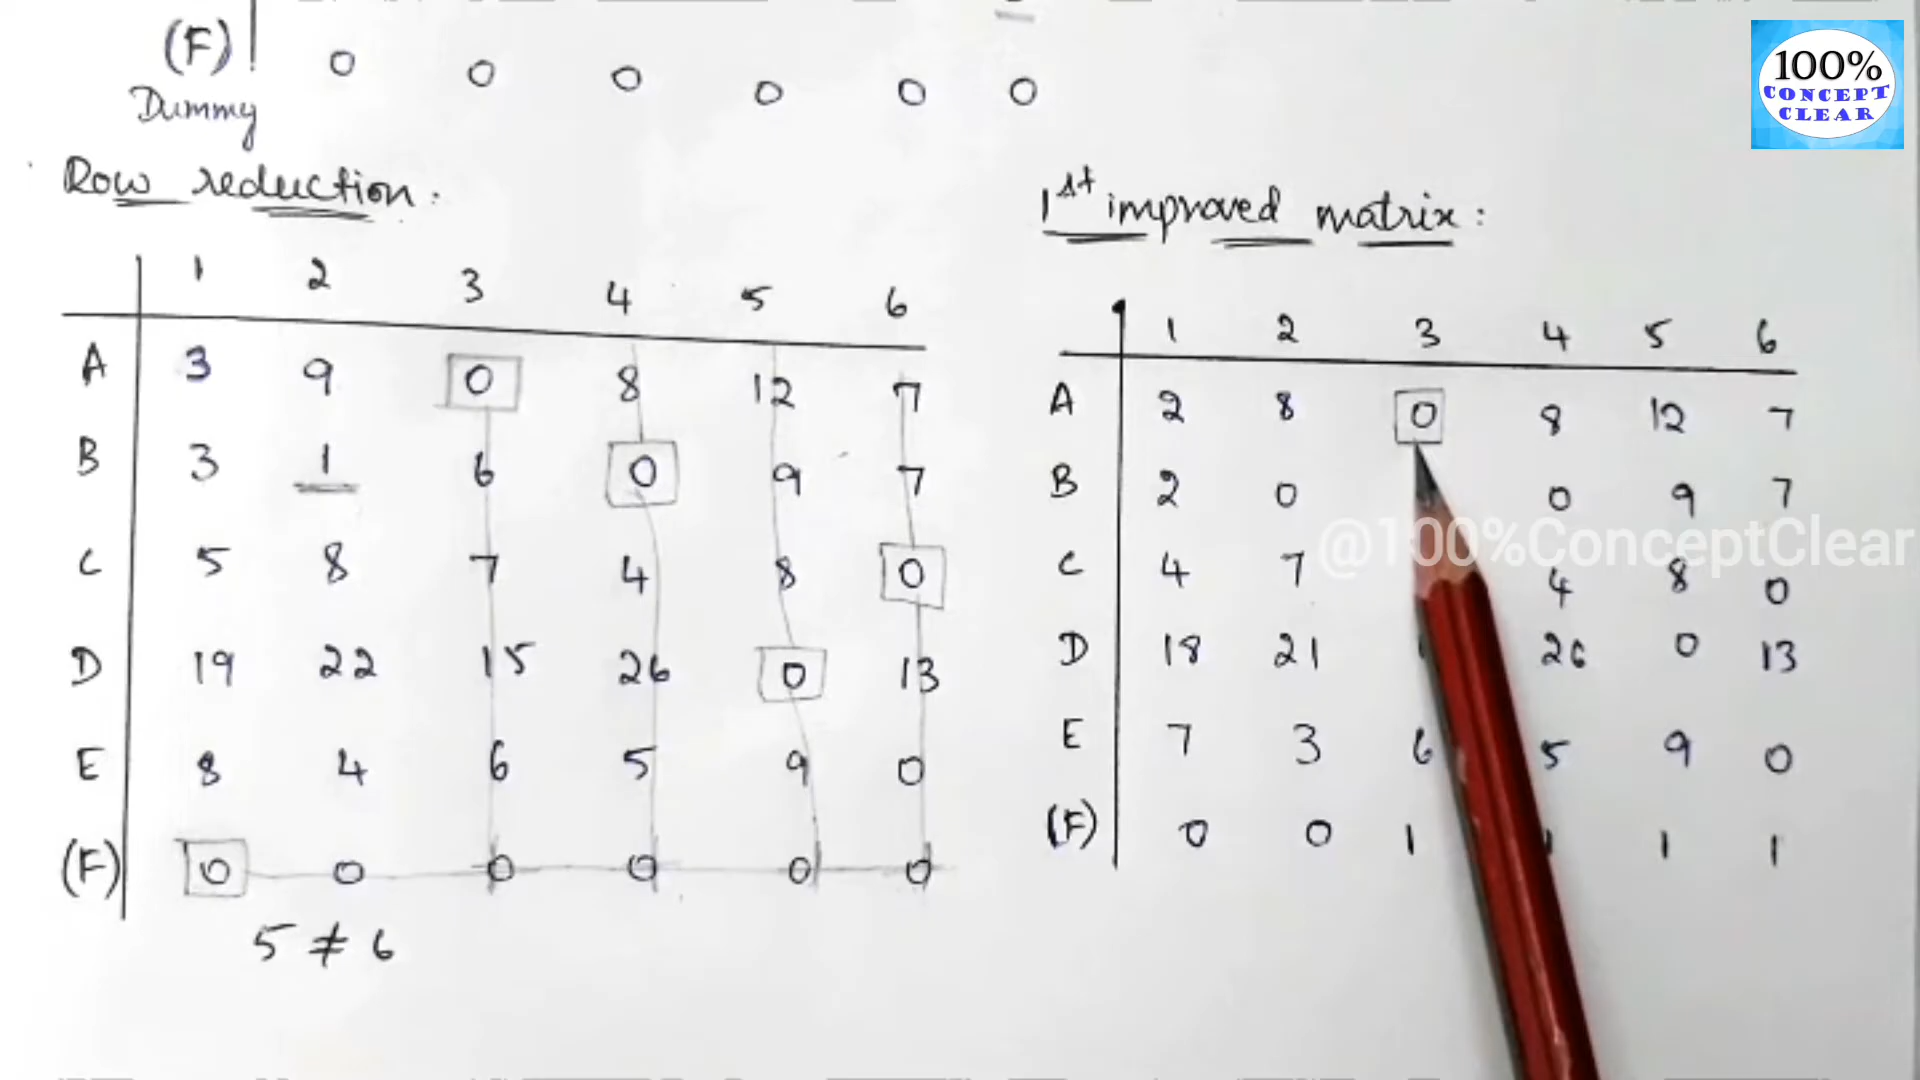 (F) 0 0 0 0 0 0
Dummy
100%
CONCEPT
CLEAR
Row reduction:
1 2 3 4 5 6
A 3 9 0 8 12 7
B 3 1 6 0 9 7
C 5 8 7 4 8 0
D 19 22 15 26 0 13
E 8 4 6 5 9 0
(F) 0 0 0 0 0 0
5 ≠ 6
1st improved matrix:
1 2 3 4 5 6
A 2 8 0 8 12 7
B 2 0 0 9 7
@100%ConceptClear
C 4 7 4 8 0
D 18 21 26 0 13
E 7 3 6 5 9 0
(F) 0 0 1 1 1 1